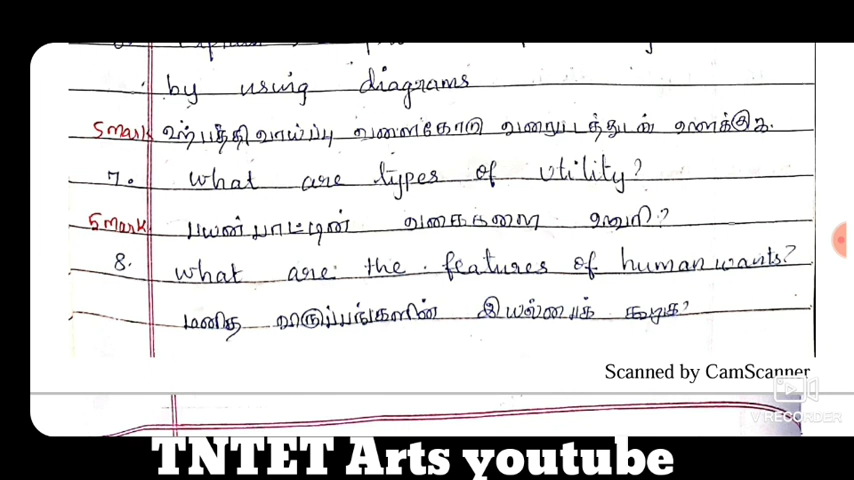 by using diagrams
5 mark உற்பத்தி வாய்ப்பு வளைகோடு வரைபடத்துடன் விளக்குக.
7. What are types of utility?
5 mark பயன்பாட்டின் வகைகளை கூறு?
8. What are the features of human wants?
மனித விருப்பங்களின் இயல்பைக் கூறுக?
Scanned by CamScanner
V RECORDER
TNTET Arts youtube